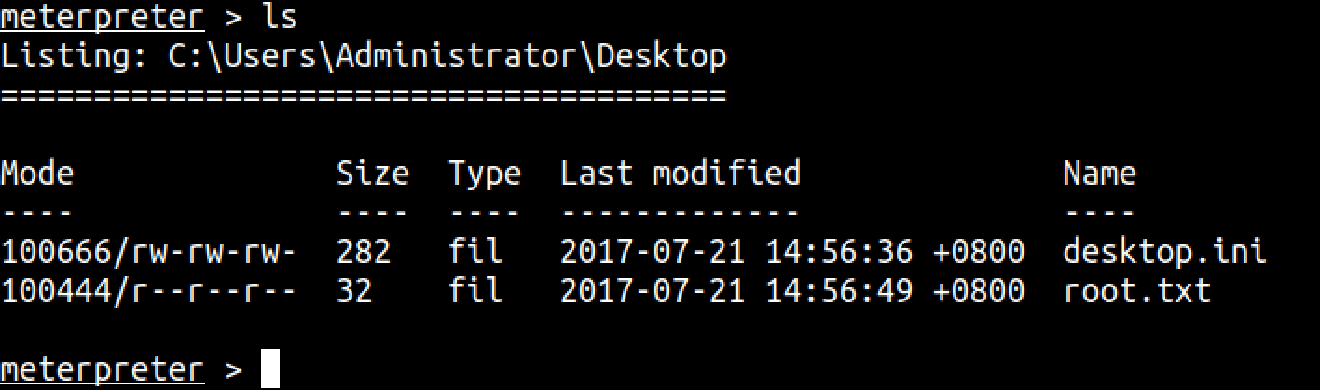 meterpreter > ls
Listing: C:\Users\Administrator\Desktop
=======================================
Mode              Size  Type  Last modified              Name
----              ----  ----  -------------              ----
100666/rw-rw-rw-  282   fil   2017-07-21 14:56:36 +0800  desktop.ini
100444/r--r--r--  32    fil   2017-07-21 14:56:49 +0800  root.txt
meterpreter >